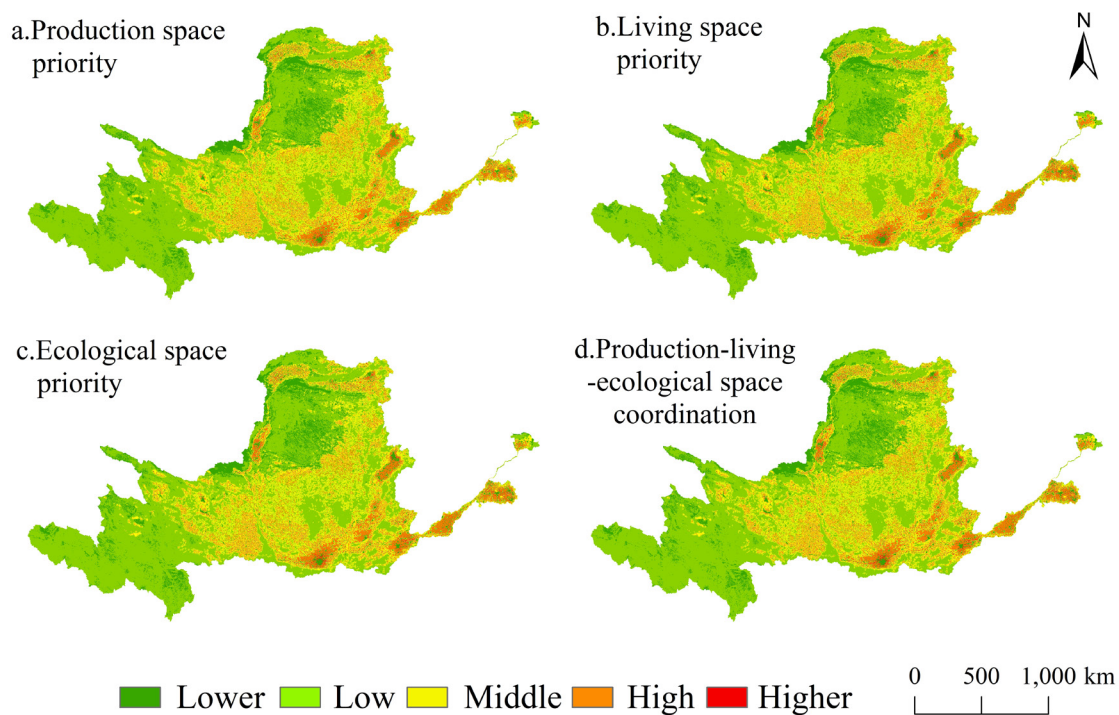 a.Production space
priority
b.Living space
priority
N
c.Ecological space
priority
d.Production-living
-ecological space
coordination
Lower Low Middle High Higher
0 500 1,000 km